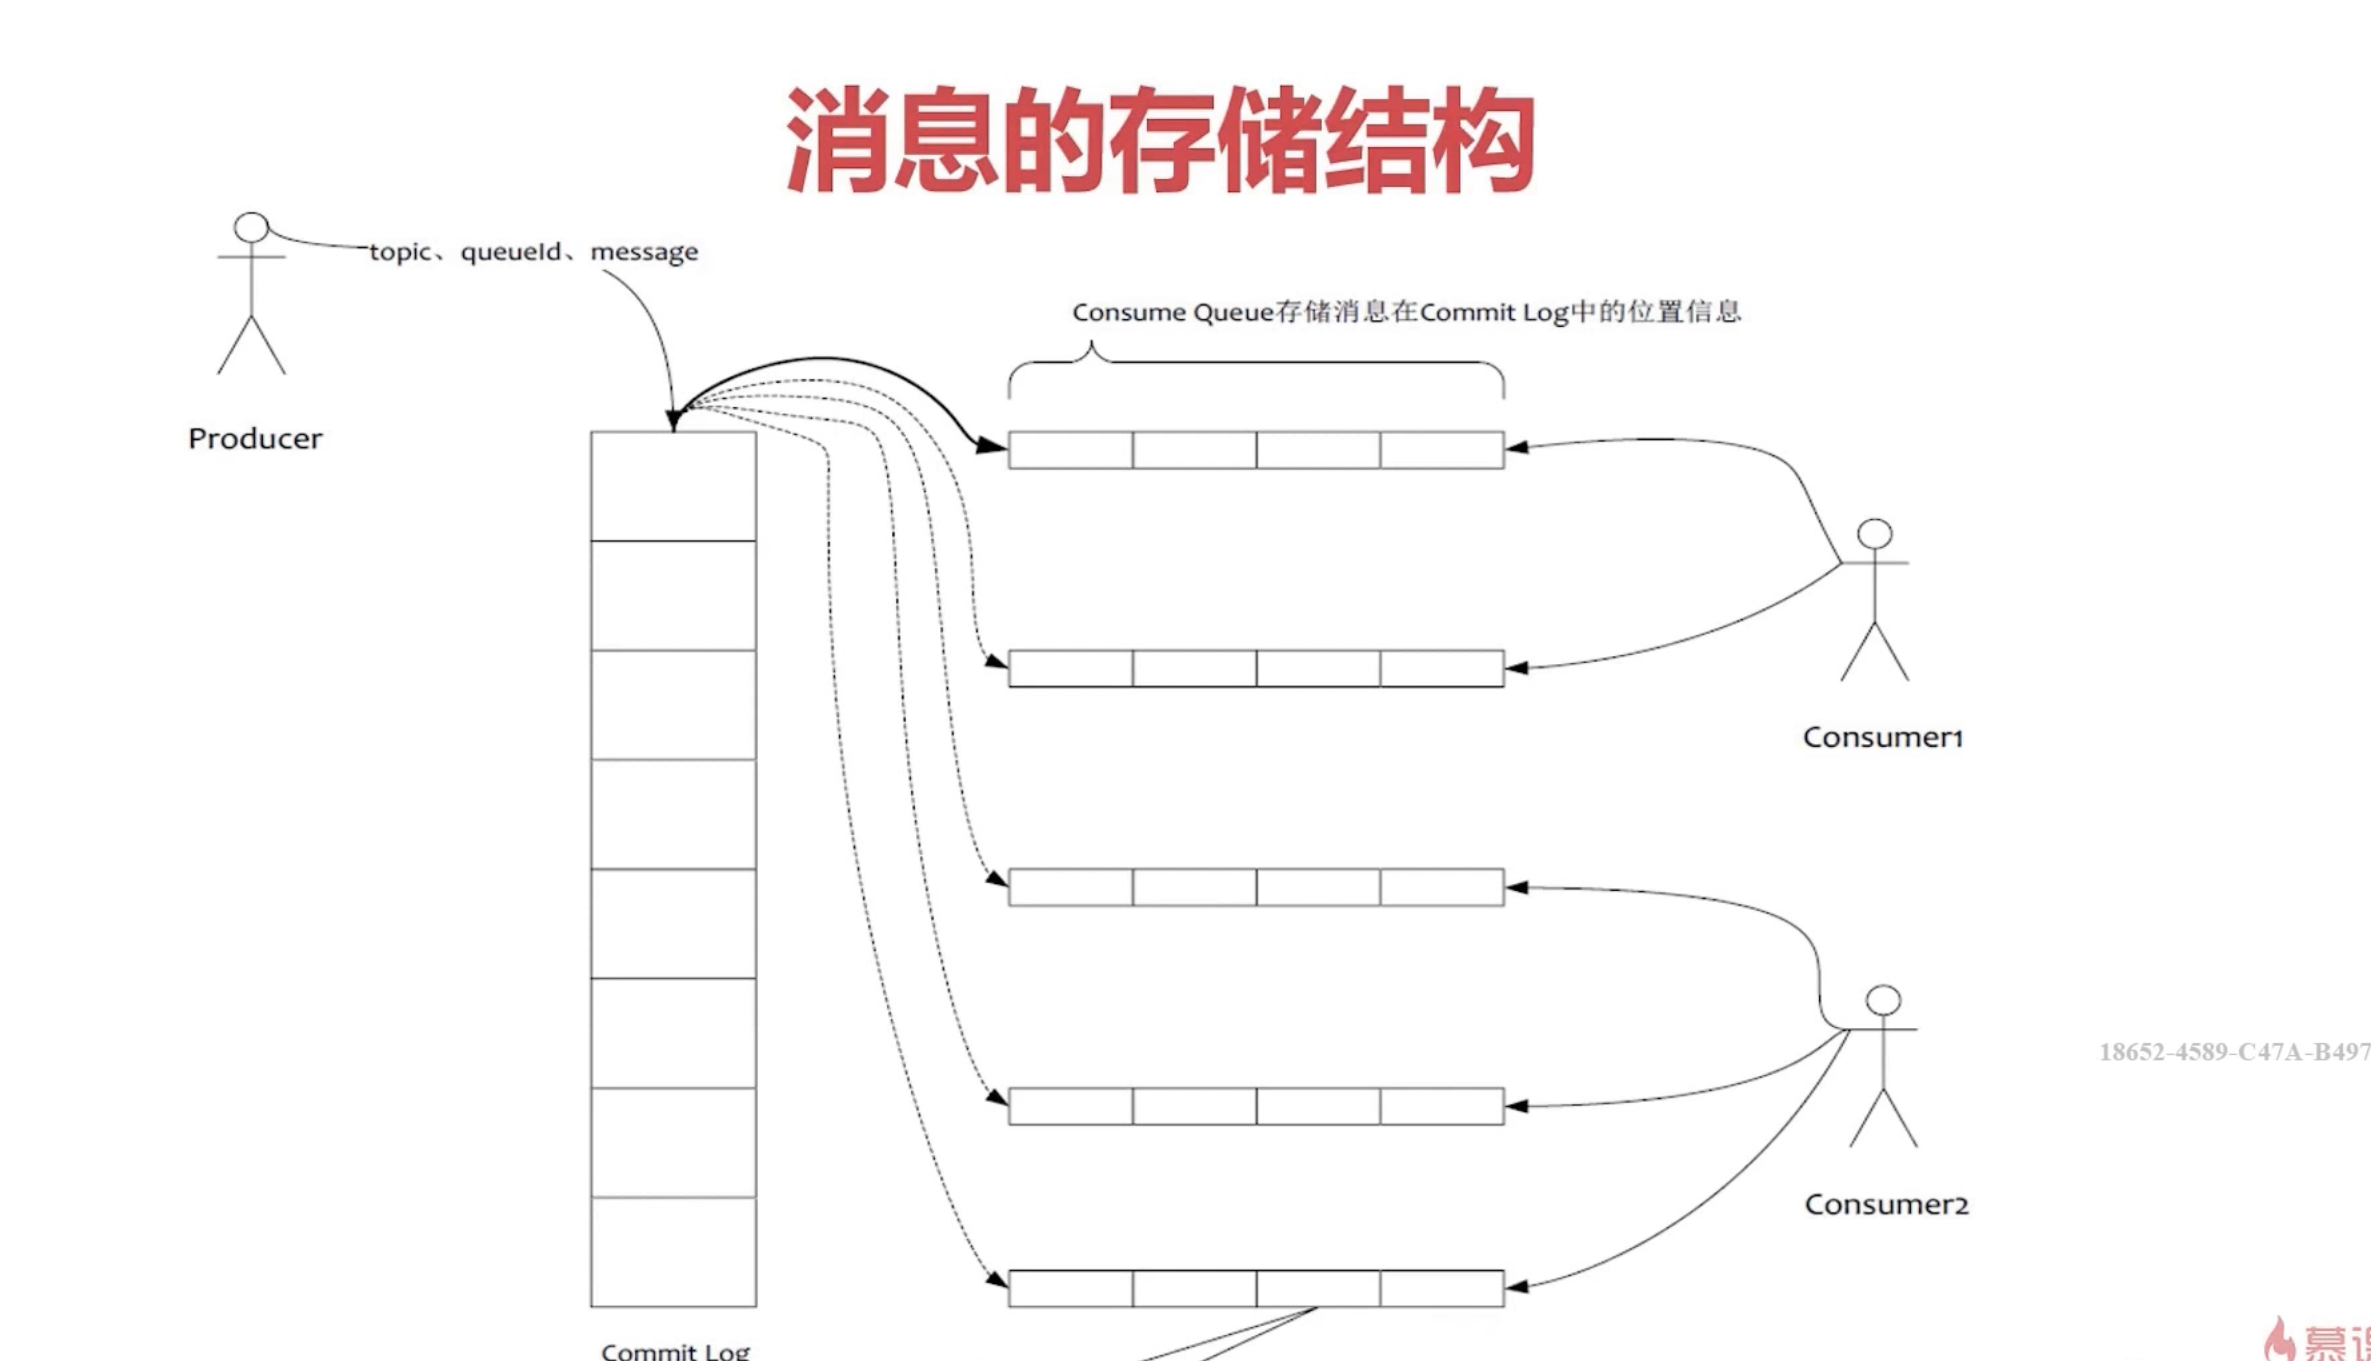 消息的存储结构
topic、queueId、message
Consume Queue存储消息在Commit Log中的位置信息
Producer
Consumer1
18652-4589-C47A-B497
Consumer2
Commit Log
慕课